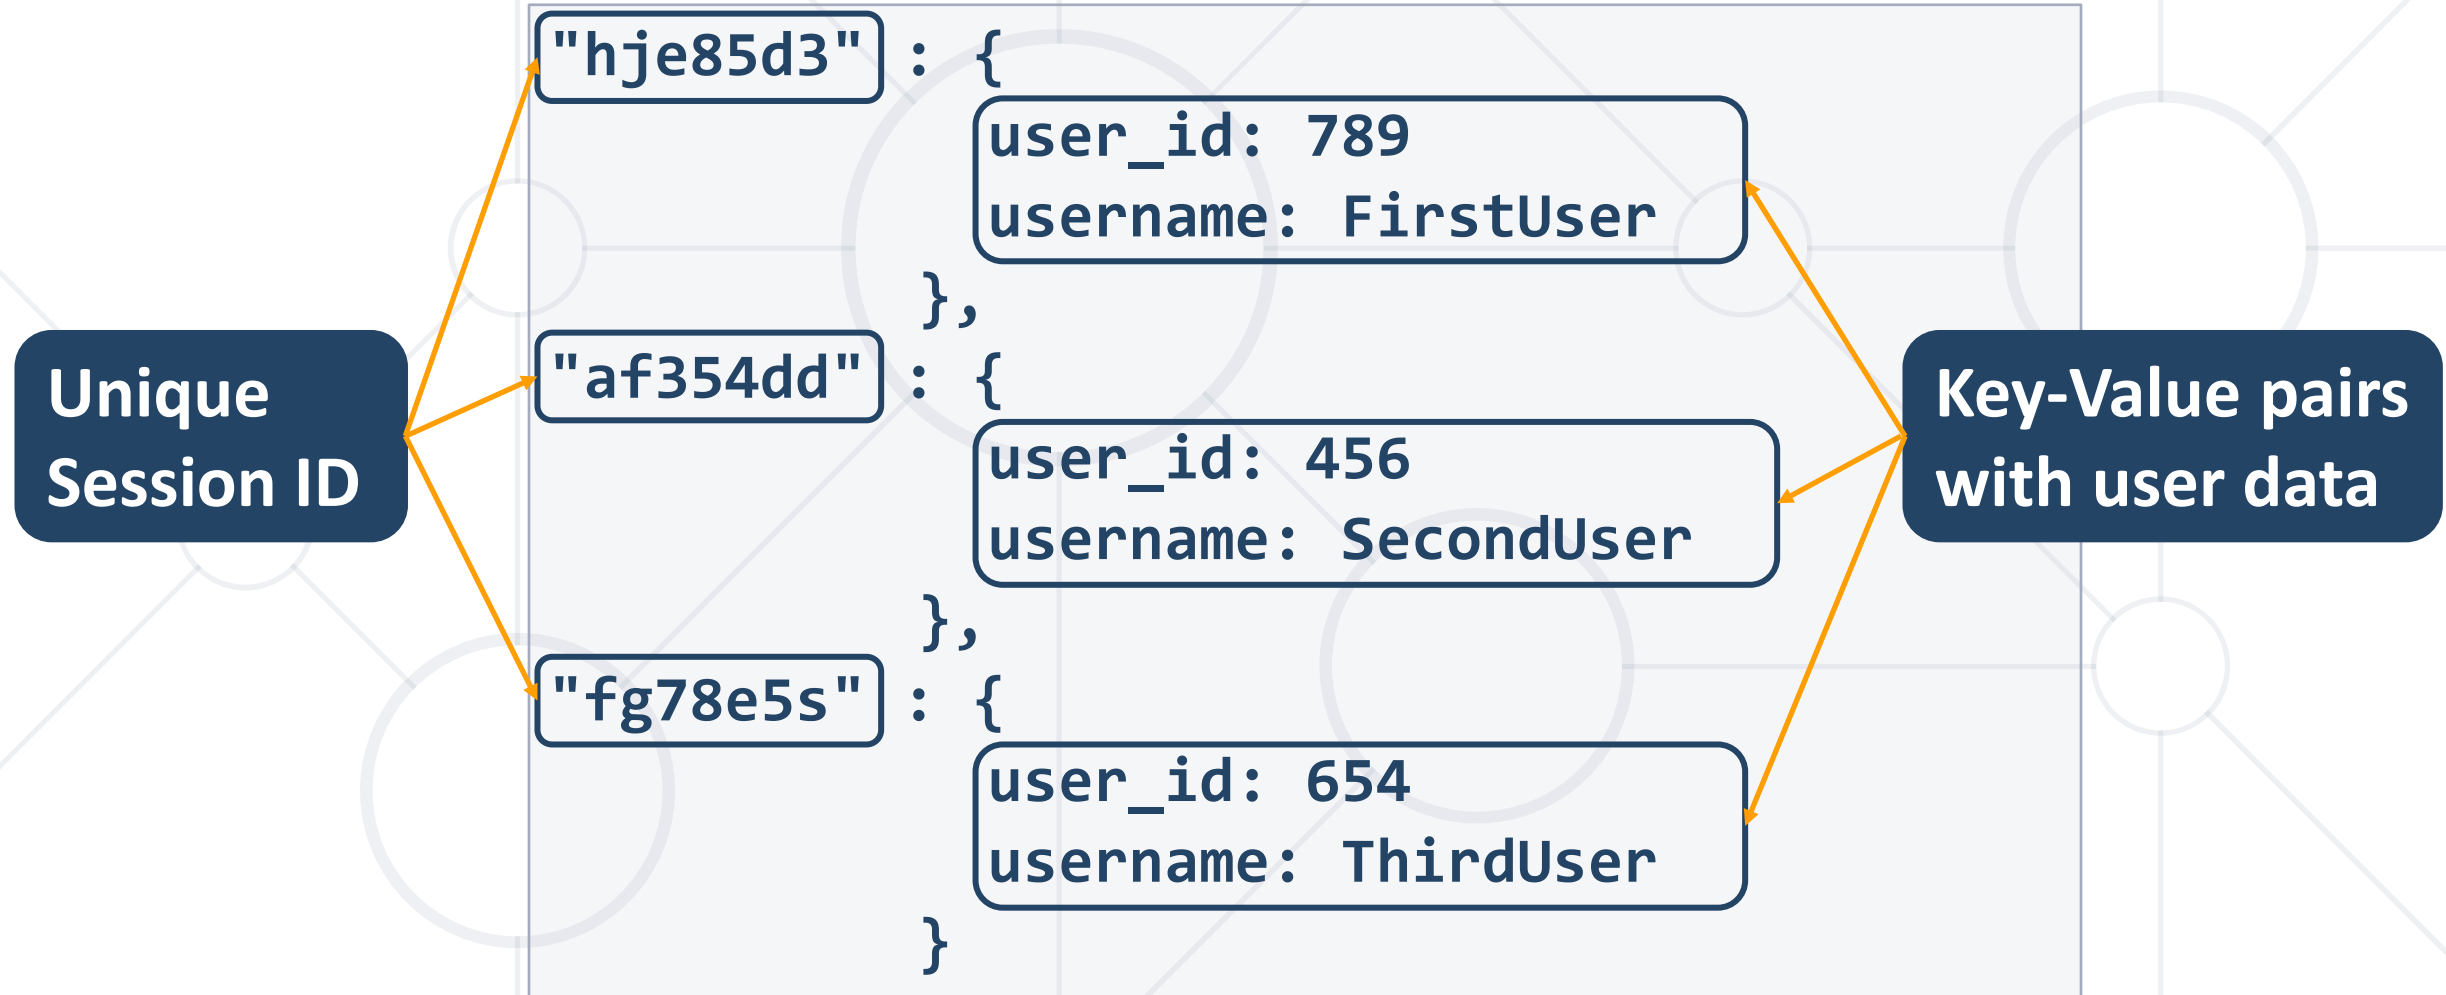 "hje85d3" : {
user_id: 789
username: FirstUser
},
Unique
Session ID
"af354dd" : {
user_id: 456
username: SecondUser
},
Key-Value pairs
with user data
"fg78e5s" : {
user_id: 654
username: ThirdUser
}